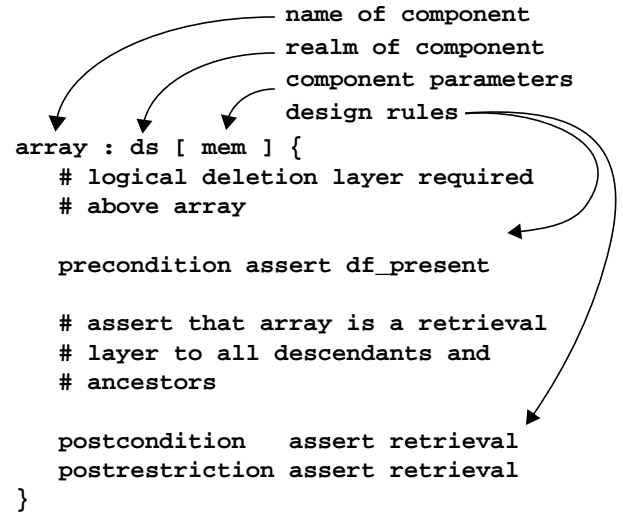 name of component
realm of component
component parameters
design rules
array : ds [ mem ] {
# logical deletion layer required
# above array
precondition assert df_present
# assert that array is a retrieval
# layer to all descendants and
# ancestors
postcondition assert retrieval
postrestriction assert retrieval
}